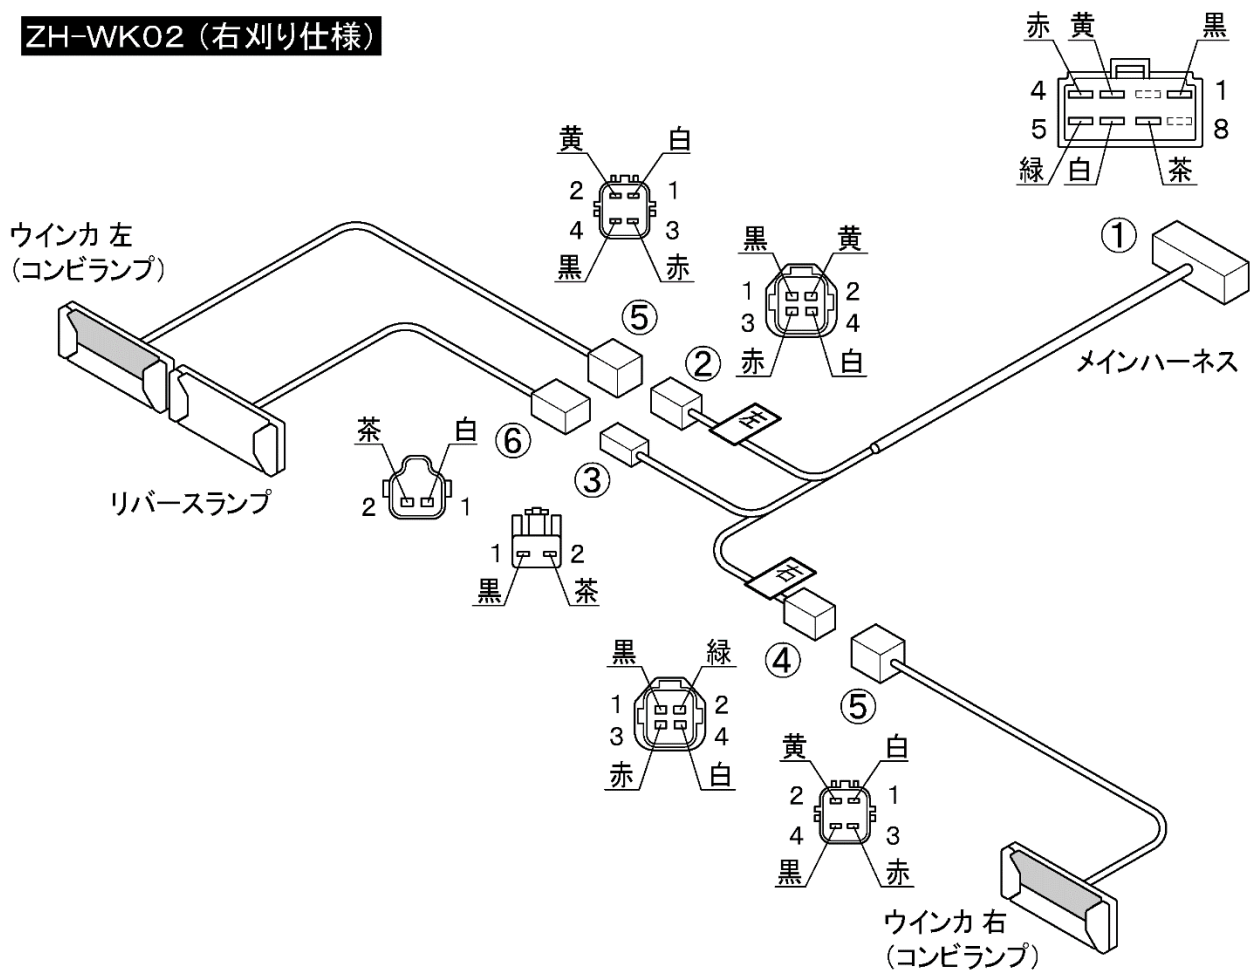 ZH-WK02（右刈り仕様）
赤 黄 黒
4 1
5 8
緑 白 茶
①
メインハーネス
黄 白
2 1
4 3
黒 赤
⑤
ウインカ 左
（コンビランプ）
黒 黄
1 2
3 4
赤 白
②
左
茶 白
2 1
⑥
リバースランプ
③
1 2
黒 茶
右
④
黒 緑
1 2
3 4
赤 白
⑤
黄 白
2 1
4 3
黒 赤
ウインカ 右
（コンビランプ）